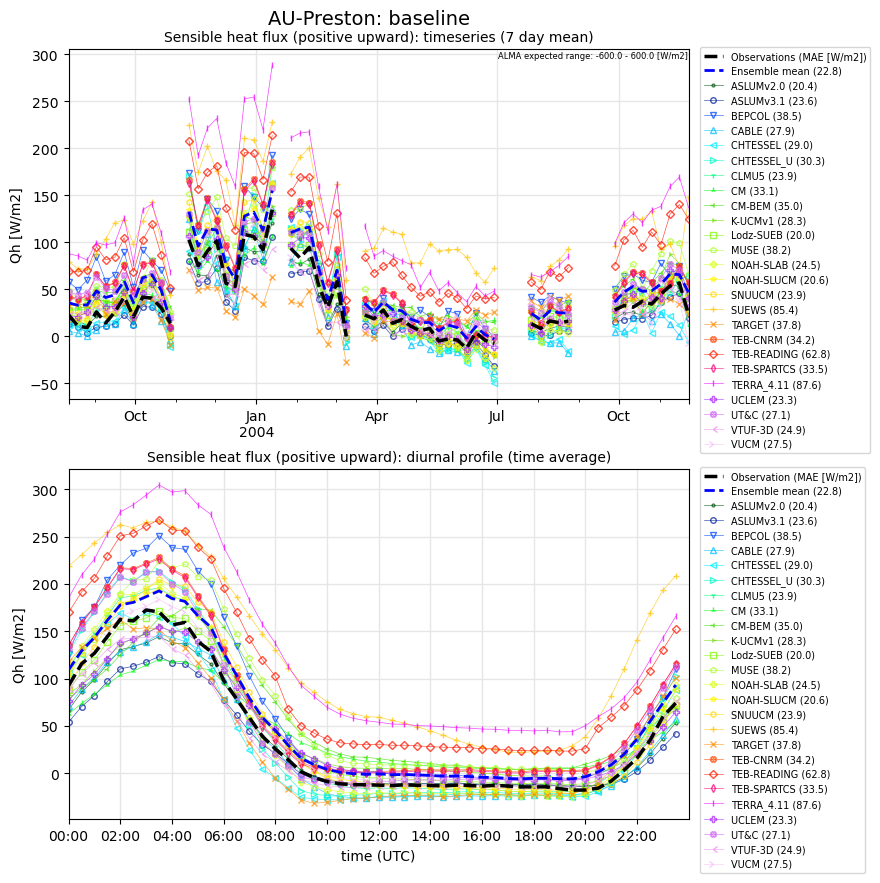 AU-Preston: baseline
Sensible heat flux (positive upward): timeseries (7 day mean)
ALMA expected range: -600.0 - 600.0 [W/m2]
Qh [W/m2]
300
250
200
150
100
50
0
−50
Oct
Jan
2004
Apr
Jul
Oct
Observations (MAE [W/m2])
Ensemble mean (22.8)
ASLUMv2.0 (20.4)
ASLUMv3.1 (23.6)
BEPCOL (38.5)
CABLE (27.9)
CHTESSEL (29.0)
CHTESSEL_U (30.3)
CLMU5 (23.9)
CM (33.1)
CM-BEM (35.0)
K-UCMv1 (28.3)
Lodz-SUEB (20.0)
MUSE (38.2)
NOAH-SLAB (24.5)
NOAH-SLUCM (20.6)
SNUUCM (23.9)
SUEWS (85.4)
TARGET (37.8)
TEB-CNRM (34.2)
TEB-READING (62.8)
TEB-SPARTCS (33.5)
TERRA_4.11 (87.6)
UCLEM (23.3)
UT&C (27.1)
VTUF-3D (24.9)
VUCM (27.5)
Sensible heat flux (positive upward): diurnal profile (time average)
Qh [W/m2]
300
250
200
150
100
50
0
00:00 02:00 04:00 06:00 08:00 10:00 12:00 14:00 16:00 18:00 20:00 22:00
time (UTC)
Observation (MAE [W/m2])
Ensemble mean (22.8)
ASLUMv2.0 (20.4)
ASLUMv3.1 (23.6)
BEPCOL (38.5)
CABLE (27.9)
CHTESSEL (29.0)
CHTESSEL_U (30.3)
CLMU5 (23.9)
CM (33.1)
CM-BEM (35.0)
K-UCMv1 (28.3)
Lodz-SUEB (20.0)
MUSE (38.2)
NOAH-SLAB (24.5)
NOAH-SLUCM (20.6)
SNUUCM (23.9)
SUEWS (85.4)
TARGET (37.8)
TEB-CNRM (34.2)
TEB-READING (62.8)
TEB-SPARTCS (33.5)
TERRA_4.11 (87.6)
UCLEM (23.3)
UT&C (27.1)
VTUF-3D (24.9)
VUCM (27.5)